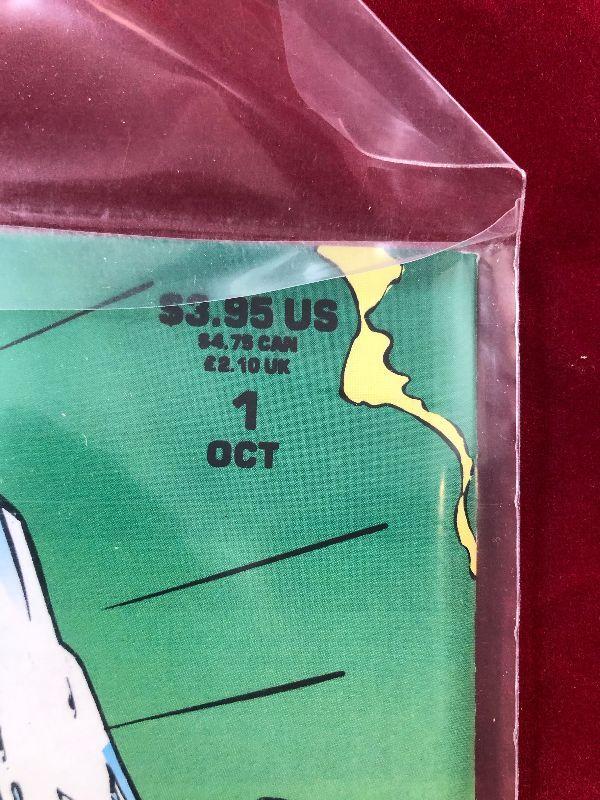 $3.95 US
$4.75 CAN
£2.10 UK
1
OCT